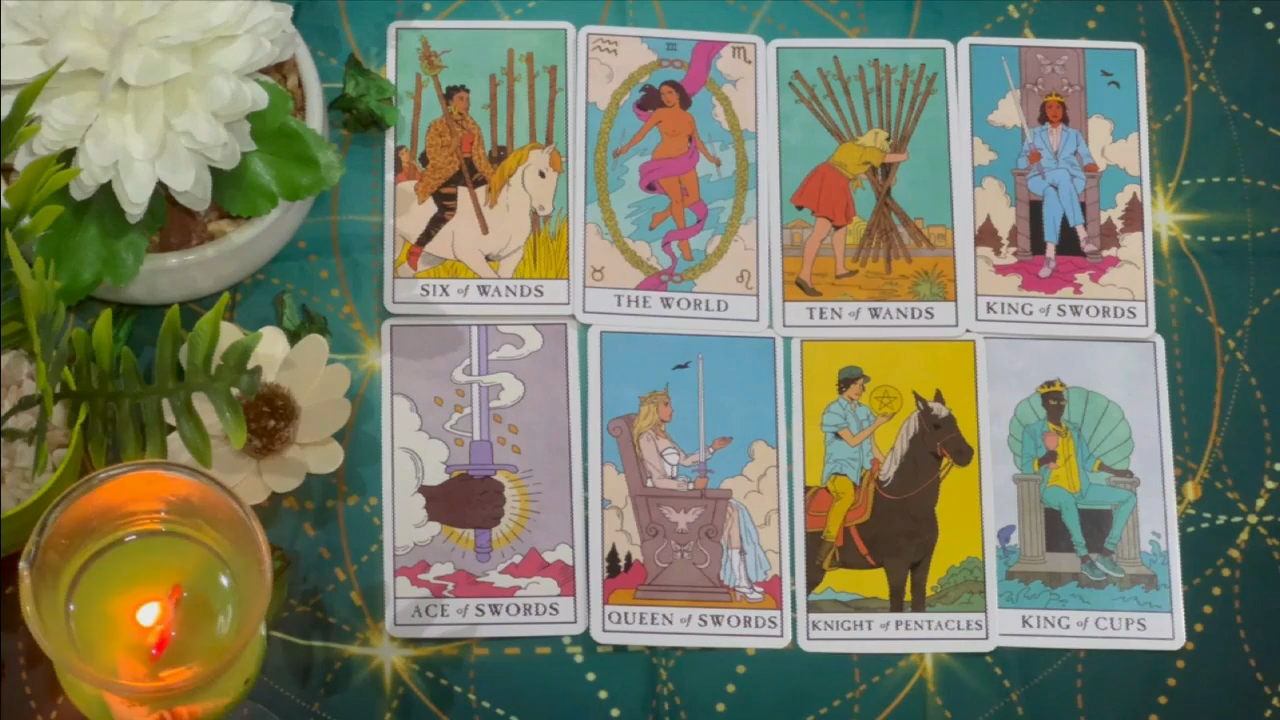 SIX of WANDS
III
THE WORLD
TEN of WANDS
KING of SWORDS
ACE of SWORDS
QUEEN of SWORDS
KNIGHT of PENTACLES
KING of CUPS